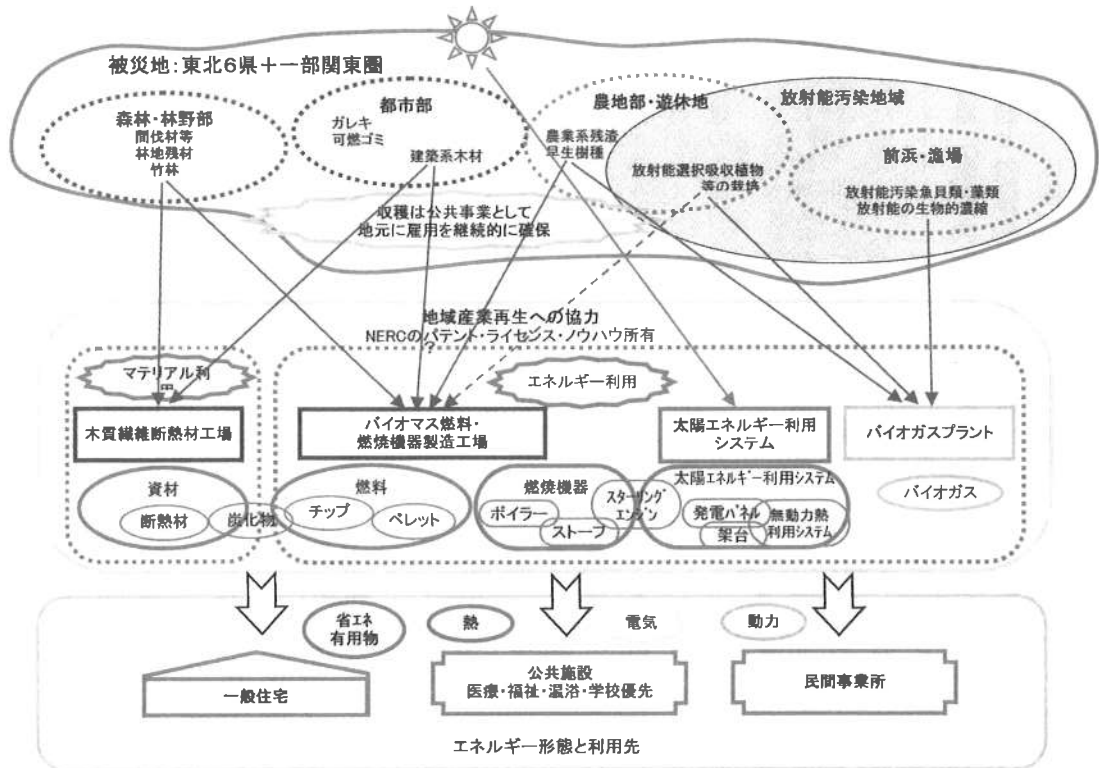 被災地：東北6県＋一部関東圏
森林・林野部
間伐材等
林地残材
竹林
都市部
ガレキ
可燃ゴミ
建築系木材
農地部・遊休地
農業系残渣
早生樹種
放射能汚染地域
放射能選択吸収植物
等の栽培
前浜・漁場
放射能汚染魚貝類・藻類
放射能の生物的濃縮
収穫は公共事業として
地元に雇用を継続的に確保
地域産業再生への協力
NERCのパテント・ライセンス・ノウハウ所有
?
マテリアル利
エネルギー利用
木質繊維断熱材工場
バイオマス燃料・
燃焼機器製造工場
太陽エネルギー利用
システム
バイオガスプラント
資材
断熱材
炭化物
燃料
チップ
ペレット
燃焼機器
ボイラー
ストーブ
スターリング
エンジン
太陽エネルギー利用システム
発電パネル
架台
無動力熱
利用システム
バイオガス
省エネ
有用物
熱
電気
動力
一般住宅
公共施設
医療・福祉・温浴・学校優先
民間事業所
エネルギー形態と利用先